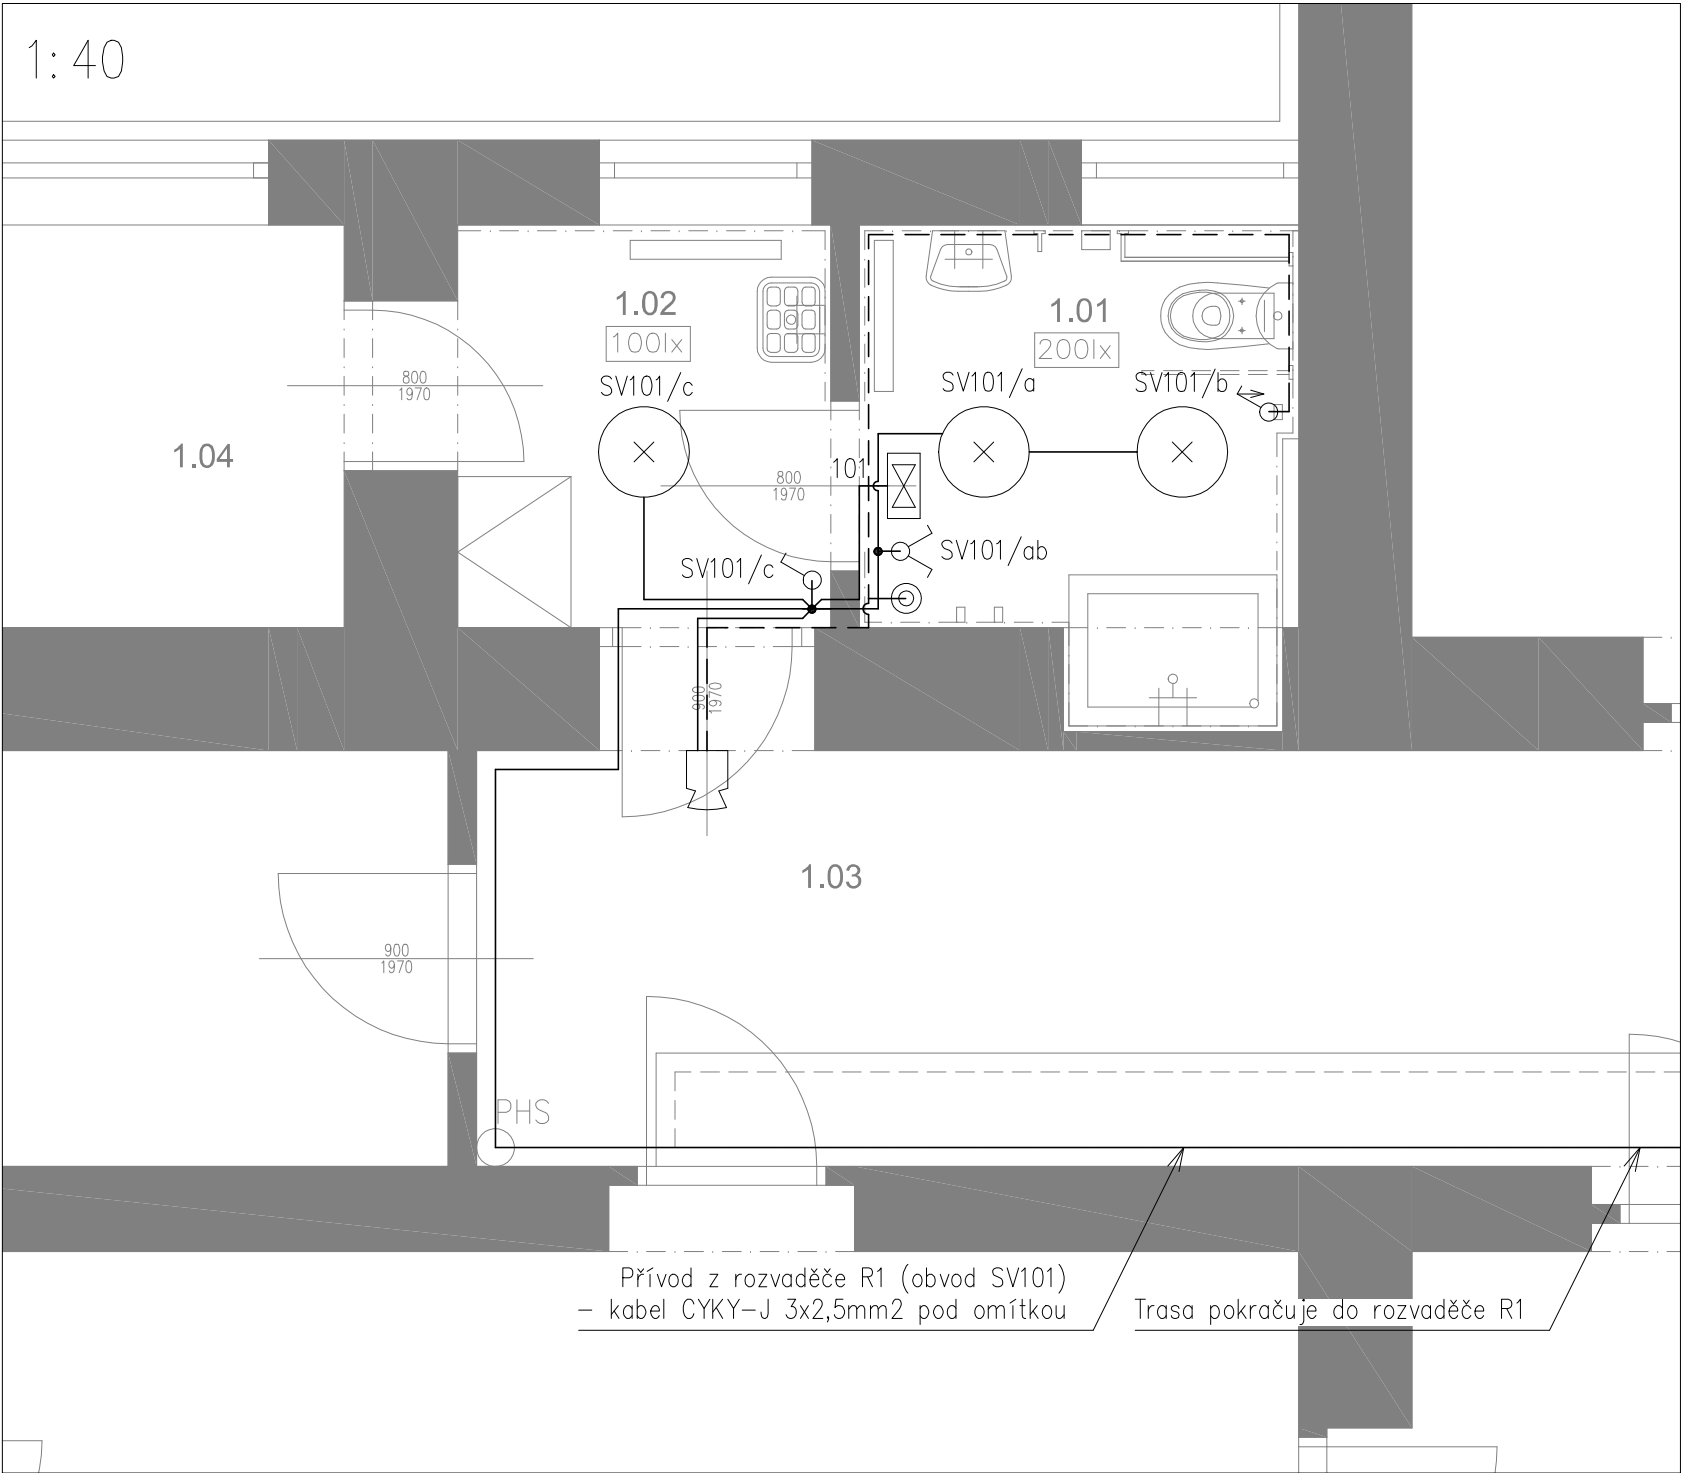 1:40
1.02
100lx
SV101/c
1.01
200lx
SV101/a
SV101/b
800
1970
1.04
101
800
1970
SV101/ab
SV101/c
900
1970
1.03
900
1970
PHS
Přívod z rozvaděče R1 (obvod SV101)
– kabel CYKY–J 3x2,5mm2 pod omítkou
Trasa pokračuje do rozvaděče R1